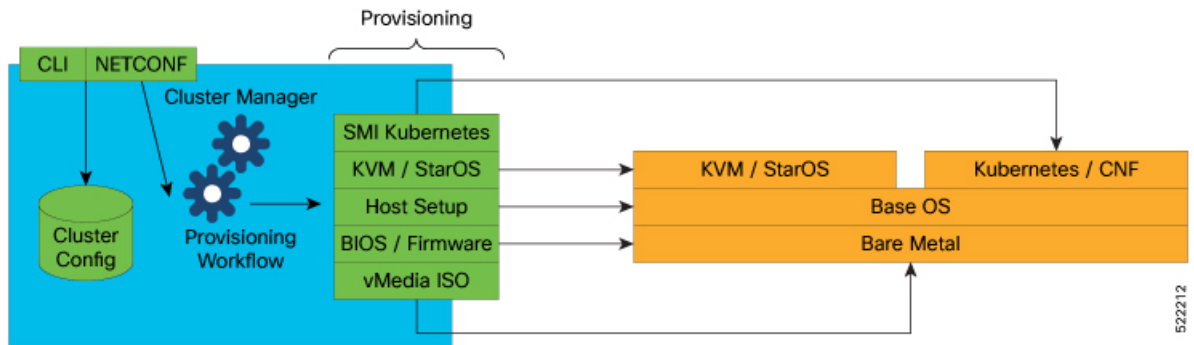 Provisioning
CLI
NETCONF
Cluster Manager
Cluster
Config
Provisioning
Workflow
SMI Kubernetes
KVM / StarOS
Host Setup
BIOS / Firmware
vMedia ISO
KVM / StarOS
Kubernetes / CNF
Base OS
Bare Metal
522212